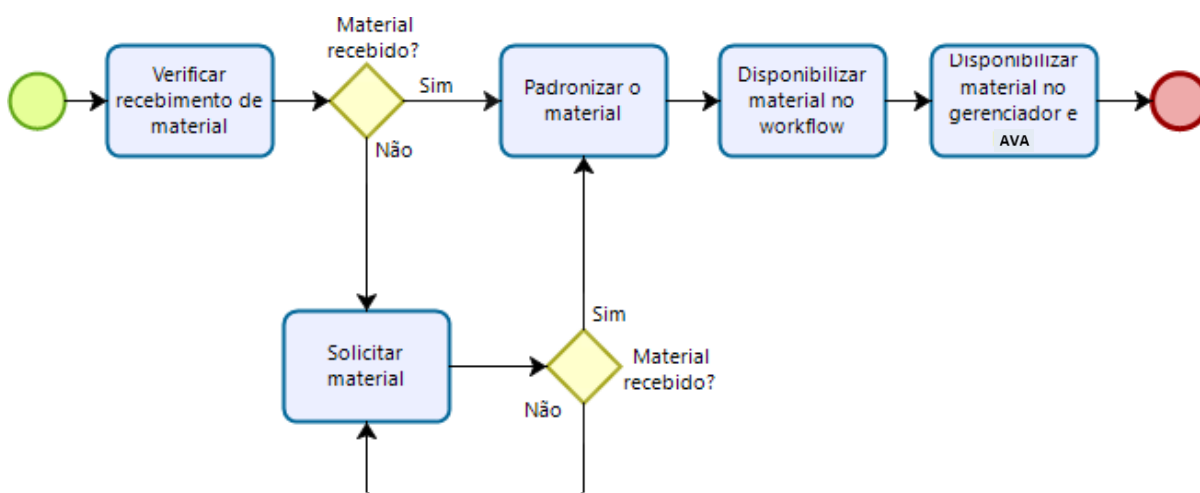 Material
recebido?
Verificar
recebimento de
material
Sim
Não
Padronizar o
material
Disponibilizar
material no
workflow
Disponibilizar
material no
gerenciador e
AVA
Solicitar
material
Sim
Material
recebido?
Não